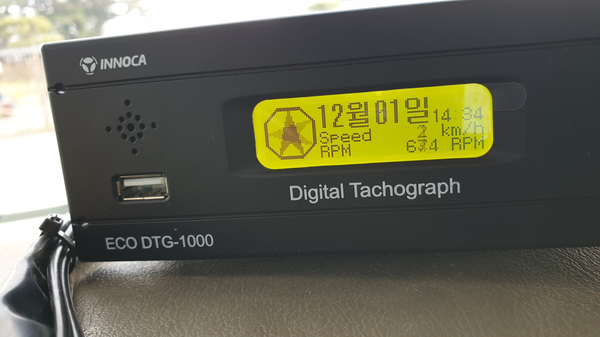 INNOCA
12월 01일 14:34
Speed km/h
RPM RPM
Digital Tachograph
ECO DTG-1000